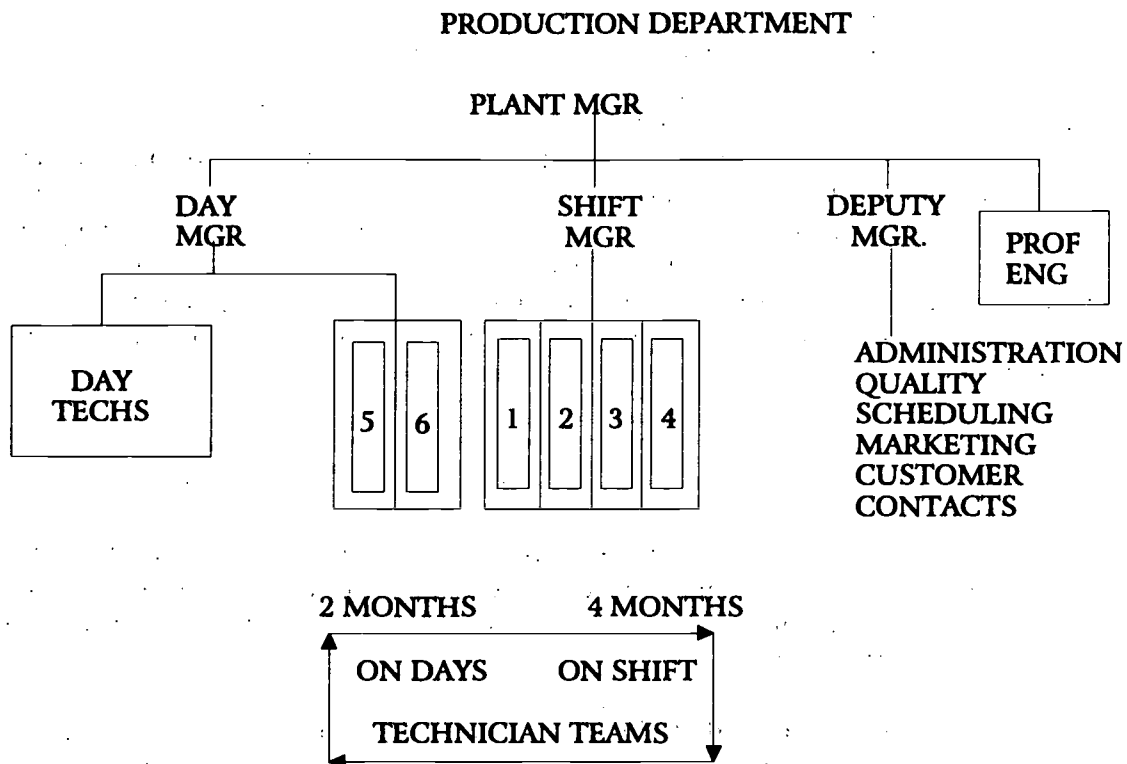 PRODUCTION DEPARTMENT
PLANT MGR
DAY
MGR
SHIFT
MGR
DEPUTY
MGR.
PROF
ENG
DAY
TECHS
5
6
1
2
3
4
ADMINISTRATION
QUALITY
SCHEDULING
MARKETING
CUSTOMER
CONTACTS
2 MONTHS
4 MONTHS
ON DAYS
ON SHIFT
TECHNICIAN TEAMS